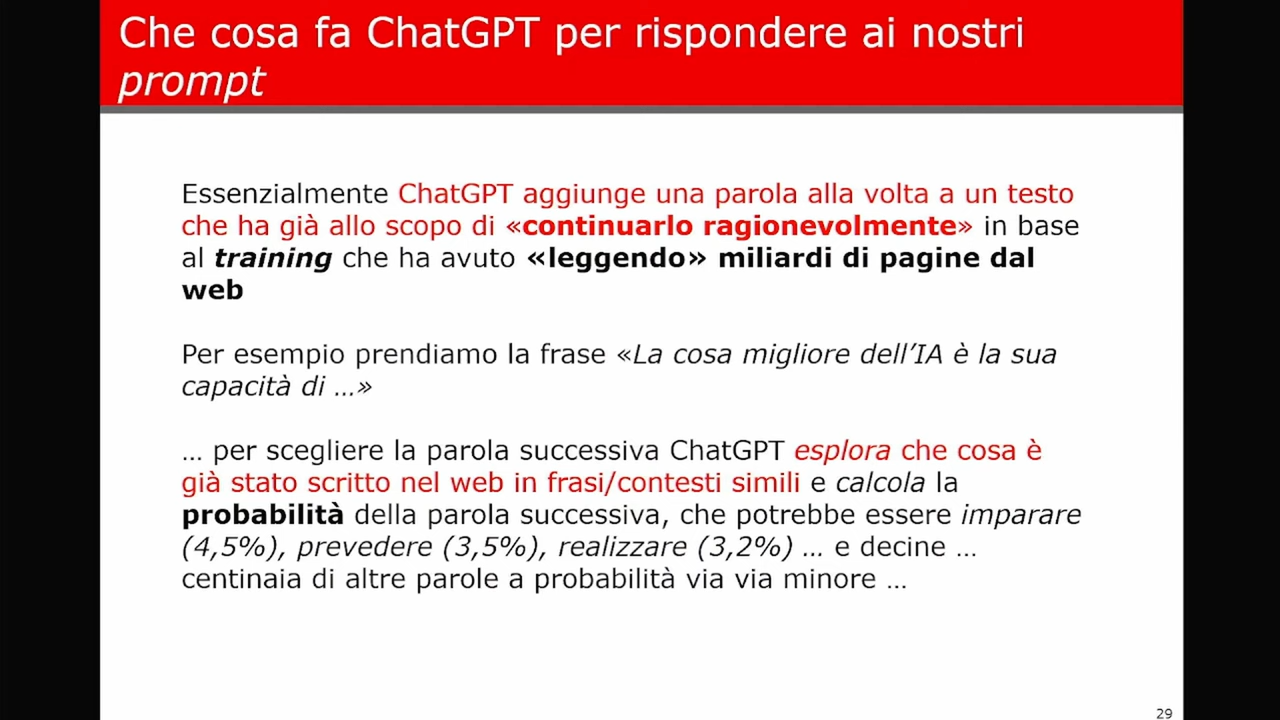 Che cosa fa ChatGPT per rispondere ai nostri
prompt
Essenzialmente ChatGPT aggiunge una parola alla volta a un testo
che ha già allo scopo di «continuarlo ragionevolmente» in base
al training che ha avuto «leggendo» miliardi di pagine dal
web
Per esempio prendiamo la frase «La cosa migliore dell’IA è la sua
capacità di …»
… per scegliere la parola successiva ChatGPT esplora che cosa è
già stato scritto nel web in frasi/contesti simili e calcola la
probabilità della parola successiva, che potrebbe essere imparare
(4,5%), prevedere (3,5%), realizzare (3,2%) … e decine …
centinaia di altre parole a probabilità via via minore …
29